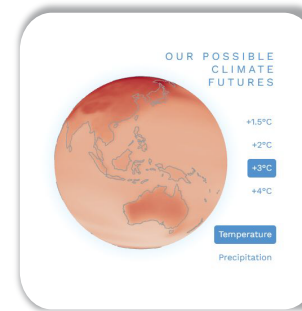 OUR POSSIBLE
CLIMATE
FUTURES
+1.5°C
+2°C
+3°C
+4°C
Temperature
Precipitation